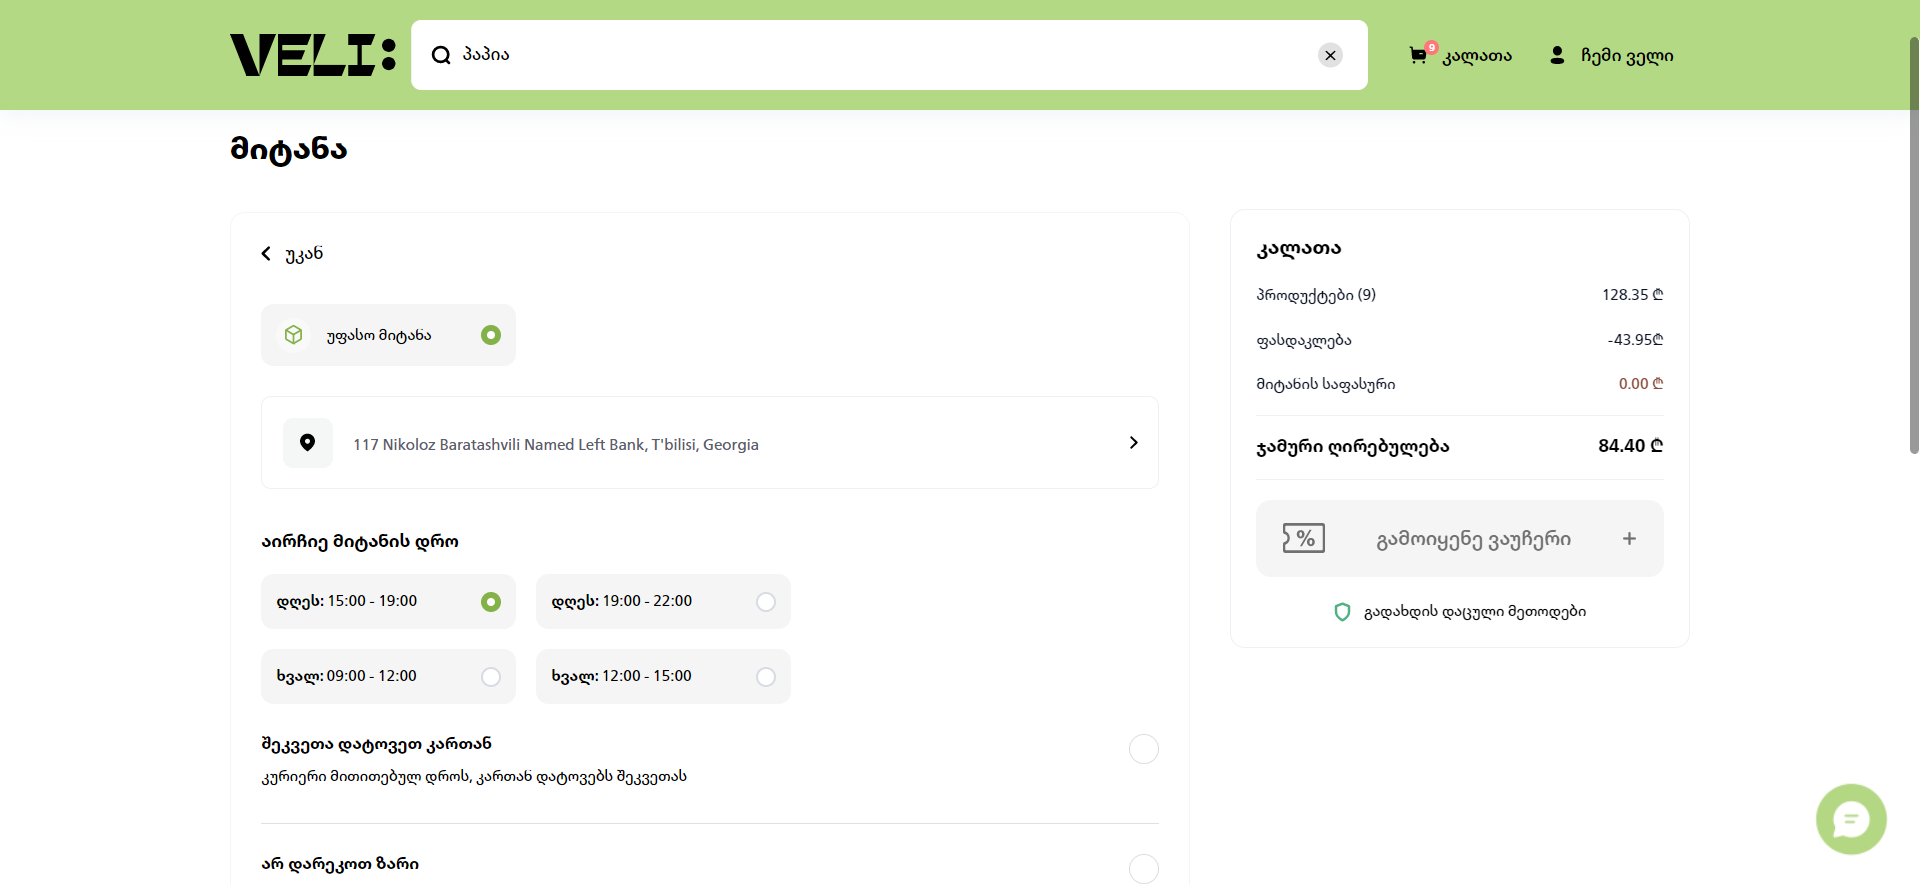 VELI:
პაპია
9
კალათა
ჩემი ველი
მიტანა
უკან
უფასო მიტანა
117 Nikoloz Baratashvili Named Left Bank, T'bilisi, Georgia
აირჩიე მიტანის დრო
დღეს: 15:00 - 19:00
დღეს: 19:00 - 22:00
ხვალ: 09:00 - 12:00
ხვალ: 12:00 - 15:00
შეკვეთა დატოვეთ კართან
კურიერი მითითებულ დროს, კართან დატოვებს შეკვეთას
არ დარეკოთ ზარი
კალათა
პროდუქტები (9) 128.35 ₾
ფასდაკლება -43.95₾
მიტანის საფასური 0.00 ₾
ჯამური ღირებულება 84.40 ₾
% გამოიყენე ვაუჩერი +
გადახდის დაცული მეთოდები